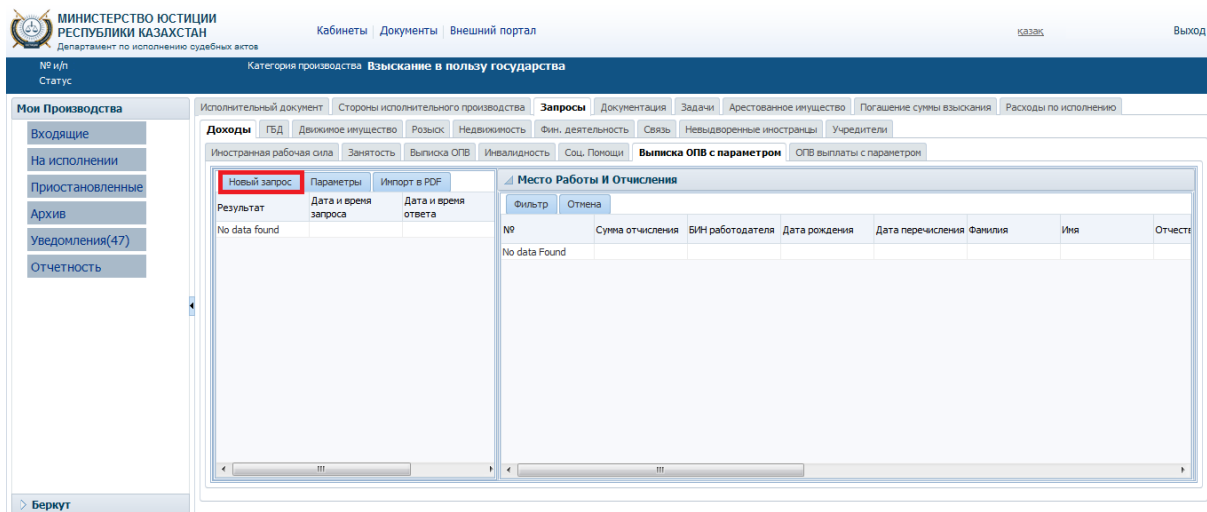 МИНИСТЕРСТВО ЮСТИЦИИ
РЕСПУБЛИКИ КАЗАХСТАН
Департамент по исполнению судебных актов
Кабинеты Документы Внешний портал
қазақ
Выход
№ и/п
Статус
Категория производства Взыскание в пользу государства
Мои Производства
Входящие
На исполнении
Приостановленные
Архив
Уведомления(47)
Отчетность
Беркут
Исполнительный документ Стороны исполнительного производства Запросы Документация Задачи Арестованное имущество Погашение суммы взыскания Расходы по исполнению
Доходы ГБД Движимое имущество Розыск Недвижимость Фин. деятельность Связь Невыдворенные иностранцы Учредители
Иностранная рабочая сила Занятость Выписка ОПВ Инвалидность Соц. Помощи Выписка ОПВ с параметром ОПВ выплаты с параметром
Новый запрос Параметры Импорт в PDF
Результат Дата и время запроса Дата и время ответа
No data found
Место Работы И Отчисления
Фильтр Отмена
№ Сумма отчисления БИН работодателя Дата рождения Дата перечисления Фамилия Имя Отчеств
No data Found